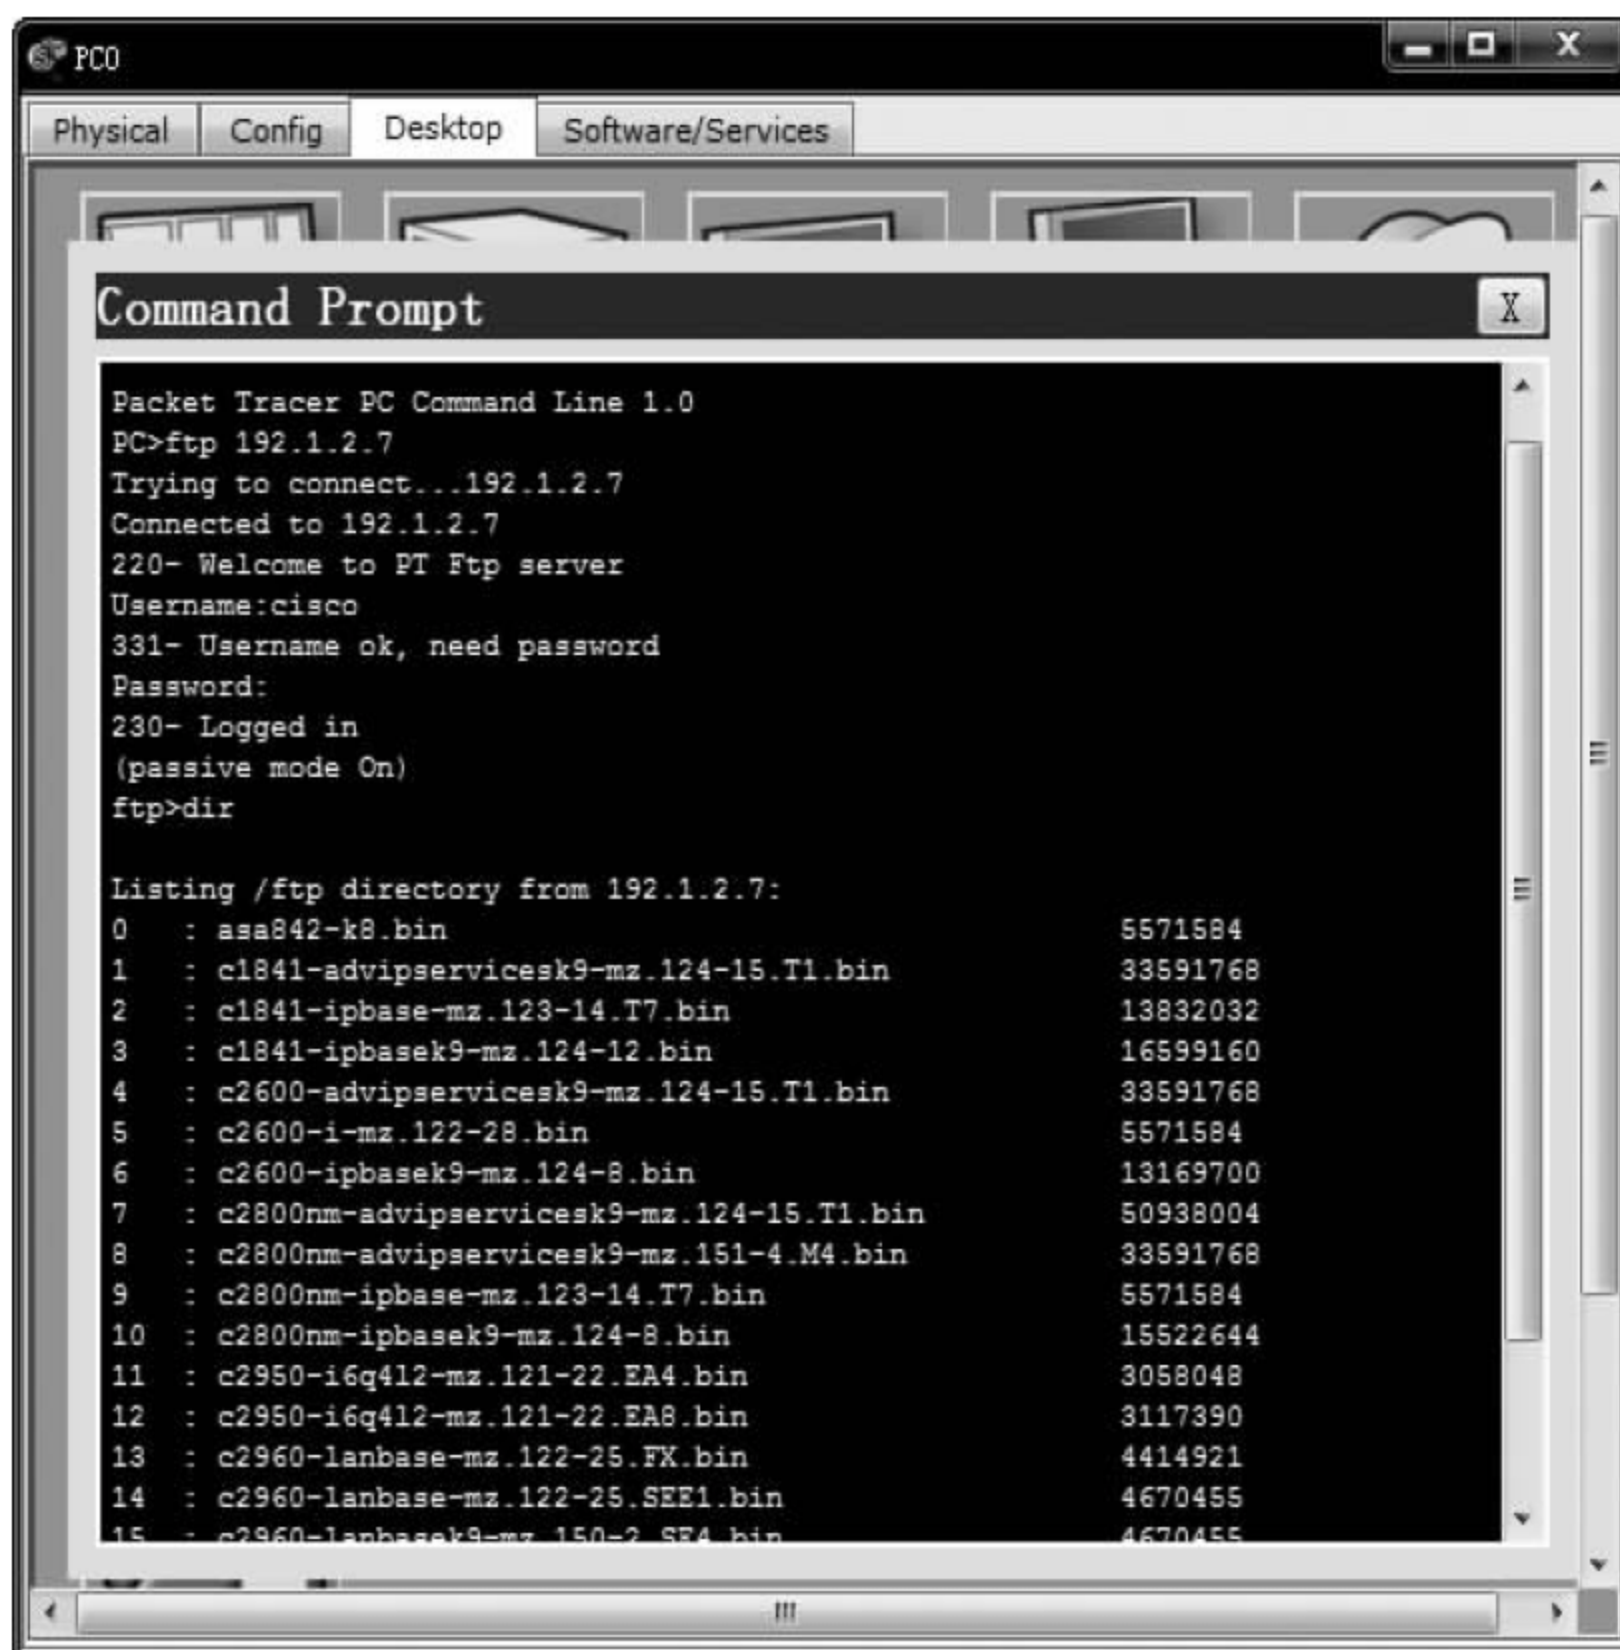 PC0
Physical Config Desktop Software/Services
Command Prompt X
Packet Tracer PC Command Line 1.0
PC>ftp 192.1.2.7
Trying to connect...192.1.2.7
Connected to 192.1.2.7
220- Welcome to PT Ftp server
Username:cisco
331- Username ok, need password
Password:
230- Logged in
(passive mode On)
ftp>dir
Listing /ftp directory from 192.1.2.7:
0 : asa842-k8.bin 5571584
1 : c1841-advipservicesk9-mz.124-15.T1.bin 33591768
2 : c1841-ipbase-mz.123-14.T7.bin 13832032
3 : c1841-ipbasek9-mz.124-12.bin 16599160
4 : c2600-advipservicesk9-mz.124-15.T1.bin 33591768
5 : c2600-i-mz.122-28.bin 5571584
6 : c2600-ipbasek9-mz.124-8.bin 13169700
7 : c2800nm-advipservicesk9-mz.124-15.T1.bin 50938004
8 : c2800nm-advipservicesk9-mz.151-4.M4.bin 33591768
9 : c2800nm-ipbase-mz.123-14.T7.bin 5571584
10 : c2800nm-ipbasek9-mz.124-8.bin 15522644
11 : c2950-i6q4l2-mz.121-22.EA4.bin 3058048
12 : c2950-i6q4l2-mz.121-22.EA8.bin 3117390
13 : c2960-lanbase-mz.122-25.FX.bin 4414921
14 : c2960-lanbase-mz.122-25.SEE1.bin 4670455
15 : c2960-lanbasek9-mz.150-2.SE4.bin 4670455